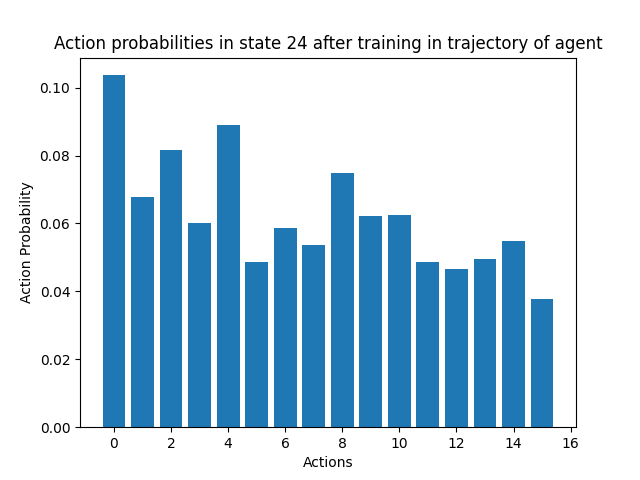 Action probabilities in state 24 after training in trajectory of agent
0.10
0.08
0.06
0.04
0.02
0.00
Action Probability
0 2 4 6 8 10 12 14 16
Actions